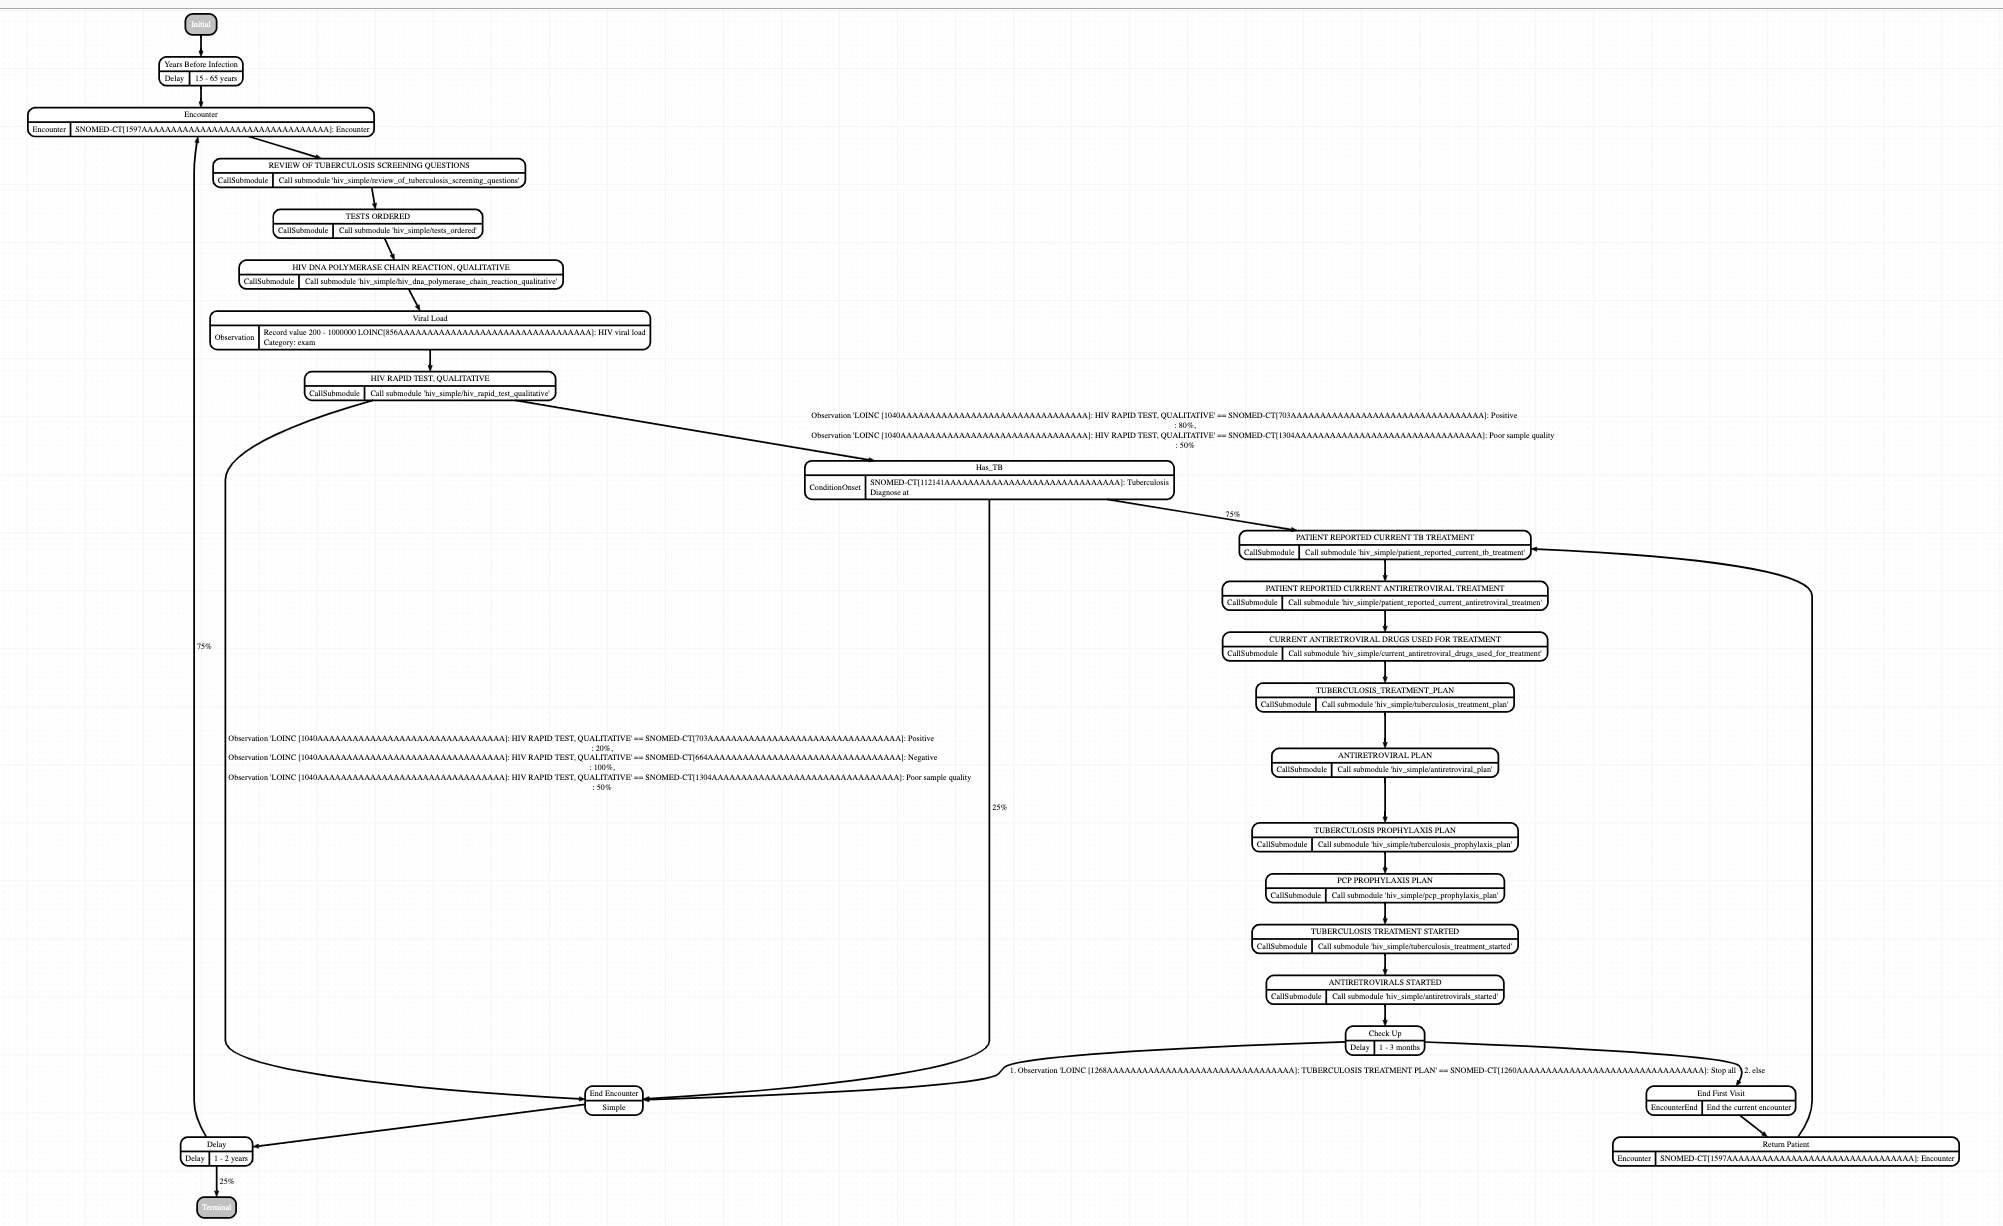 Initial
Years Before Infection
Delay 15 - 65 years
Encounter
Encounter SNOMED-CT[1597AAAAAAAAAAAAAAAAAAAAAAAAAAAAAAAA]: Encounter
REVIEW OF TUBERCULOSIS SCREENING QUESTIONS
CallSubmodule Call submodule 'hiv_simple/review_of_tuberculosis_screening_questions'
TESTS ORDERED
CallSubmodule Call submodule 'hiv_simple/tests_ordered'
HIV DNA POLYMERASE CHAIN REACTION, QUALITATIVE
CallSubmodule Call submodule 'hiv_simple/hiv_dna_polymerase_chain_reaction_qualitative'
Viral Load
Observation Record value 200 - 1000000 LOINC[856AAAAAAAAAAAAAAAAAAAAAAAAAAAAAAAAA]: HIV viral load
Category: exam
HIV RAPID TEST, QUALITATIVE
CallSubmodule Call submodule 'hiv_simple/hiv_rapid_test_qualitative'
Observation 'LOINC [1040AAAAAAAAAAAAAAAAAAAAAAAAAAAAAAAA]: HIV RAPID TEST, QUALITATIVE' == SNOMED-CT[703AAAAAAAAAAAAAAAAAAAAAAAAAAAAAAAAA]: Positive
: 80%,
Observation 'LOINC [1040AAAAAAAAAAAAAAAAAAAAAAAAAAAAAAAA]: HIV RAPID TEST, QUALITATIVE' == SNOMED-CT[1304AAAAAAAAAAAAAAAAAAAAAAAAAAAAAAAA]: Poor sample quality
: 50%
Has_TB
ConditionOnset SNOMED-CT[112141AAAAAAAAAAAAAAAAAAAAAAAAAAAAAA]: Tuberculosis
Diagnose at
75%
PATIENT REPORTED CURRENT TB TREATMENT
CallSubmodule Call submodule 'hiv_simple/patient_reported_current_tb_treatment'
PATIENT REPORTED CURRENT ANTIRETROVIRAL TREATMENT
CallSubmodule Call submodule 'hiv_simple/patient_reported_current_antiretroviral_treatmen'
CURRENT ANTIRETROVIRAL DRUGS USED FOR TREATMENT
CallSubmodule Call submodule 'hiv_simple/current_antiretroviral_drugs_used_for_treatment'
75%
TUBERCULOSIS_TREATMENT_PLAN
CallSubmodule Call submodule 'hiv_simple/tuberculosis_treatment_plan'
Observation 'LOINC [1040AAAAAAAAAAAAAAAAAAAAAAAAAAAAAAAA]: HIV RAPID TEST, QUALITATIVE' == SNOMED-CT[703AAAAAAAAAAAAAAAAAAAAAAAAAAAAAAAAA]: Positive
: 20%,
Observation 'LOINC [1040AAAAAAAAAAAAAAAAAAAAAAAAAAAAAAAA]: HIV RAPID TEST, QUALITATIVE' == SNOMED-CT[664AAAAAAAAAAAAAAAAAAAAAAAAAAAAAAAAA]: Negative
: 100%,
Observation 'LOINC [1040AAAAAAAAAAAAAAAAAAAAAAAAAAAAAAAA]: HIV RAPID TEST, QUALITATIVE' == SNOMED-CT[1304AAAAAAAAAAAAAAAAAAAAAAAAAAAAAAAA]: Poor sample quality
: 50%
ANTIRETROVIRAL PLAN
CallSubmodule Call submodule 'hiv_simple/antiretroviral_plan'
25%
TUBERCULOSIS PROPHYLAXIS PLAN
CallSubmodule Call submodule 'hiv_simple/tuberculosis_prophylaxis_plan'
PCP PROPHYLAXIS PLAN
CallSubmodule Call submodule 'hiv_simple/pcp_prophylaxis_plan'
TUBERCULOSIS TREATMENT STARTED
CallSubmodule Call submodule 'hiv_simple/tuberculosis_treatment_started'
ANTIRETROVIRALS STARTED
CallSubmodule Call submodule 'hiv_simple/antiretrovirals_started'
Check Up
Delay 1 - 3 months
1. Observation 'LOINC [1268AAAAAAAAAAAAAAAAAAAAAAAAAAAAAAAA]: TUBERCULOSIS TREATMENT PLAN' == SNOMED-CT[1260AAAAAAAAAAAAAAAAAAAAAAAAAAAAAAAA]: Stop all
2. else
End Encounter
Simple
End First Visit
EncounterEnd End the current encounter
Delay
Delay 1 - 2 years
Return Patient
Encounter SNOMED-CT[1597AAAAAAAAAAAAAAAAAAAAAAAAAAAAAAAA]: Encounter
25%
Terminal